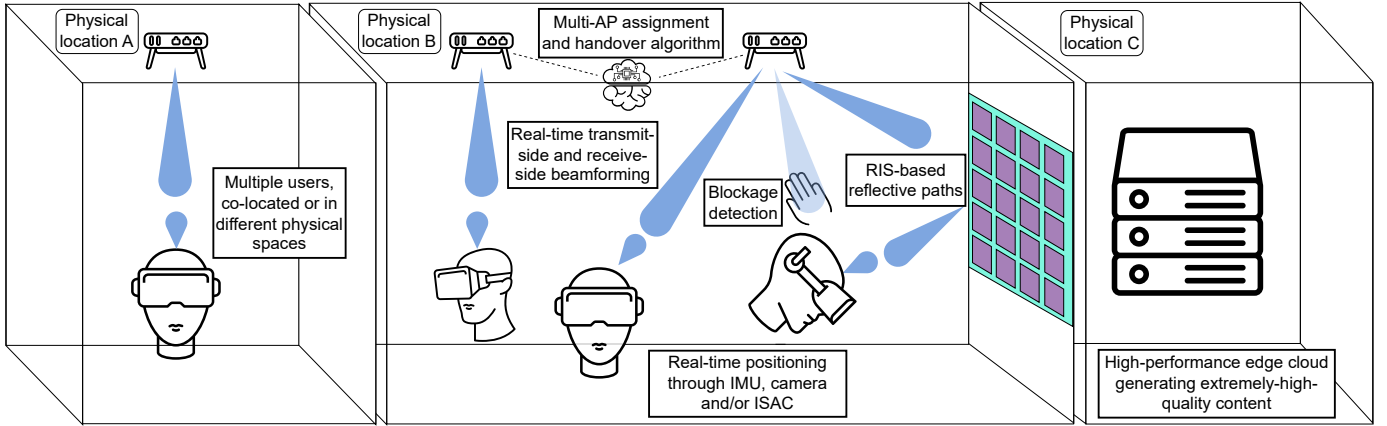 Physical
location A
Physical
location B
Multi-AP assignment
and handover algorithm
Physical
location C
Real-time transmit-
side and receive-
side beamforming
Multiple users,
co-located or in
different physical
spaces
Blockage
detection
RIS-based
reflective paths
Real-time positioning
through IMU, camera
and/or ISAC
High-performance edge cloud
generating extremely-high-
quality content